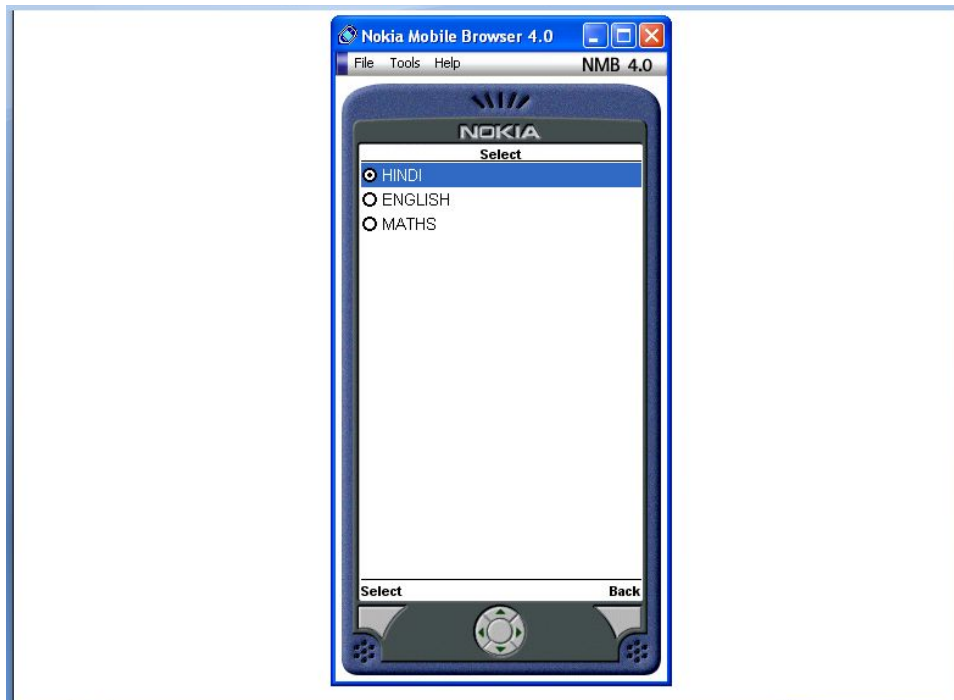 Nokia Mobile Browser 4.0
File Tools Help NMB 4.0
NOKIA
Select
HINDI
ENGLISH
MATHS
Select Back